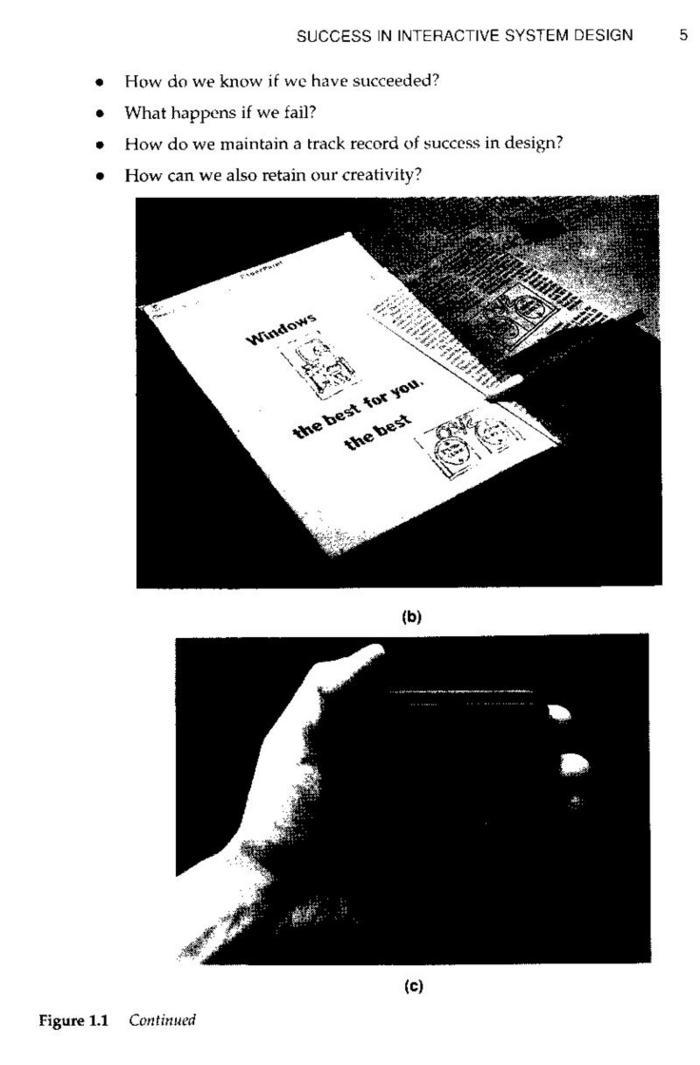 SUCCESS IN INTERACTIVE SYSTEM DESIGN 5
• How do we know if we have succeeded?
• What happens if we fail?
• How do we maintain a track record of success in design?
• How can we also retain our creativity?
Windows
the best for you.
the best
(b)
(c)
Figure 1.1 Continued